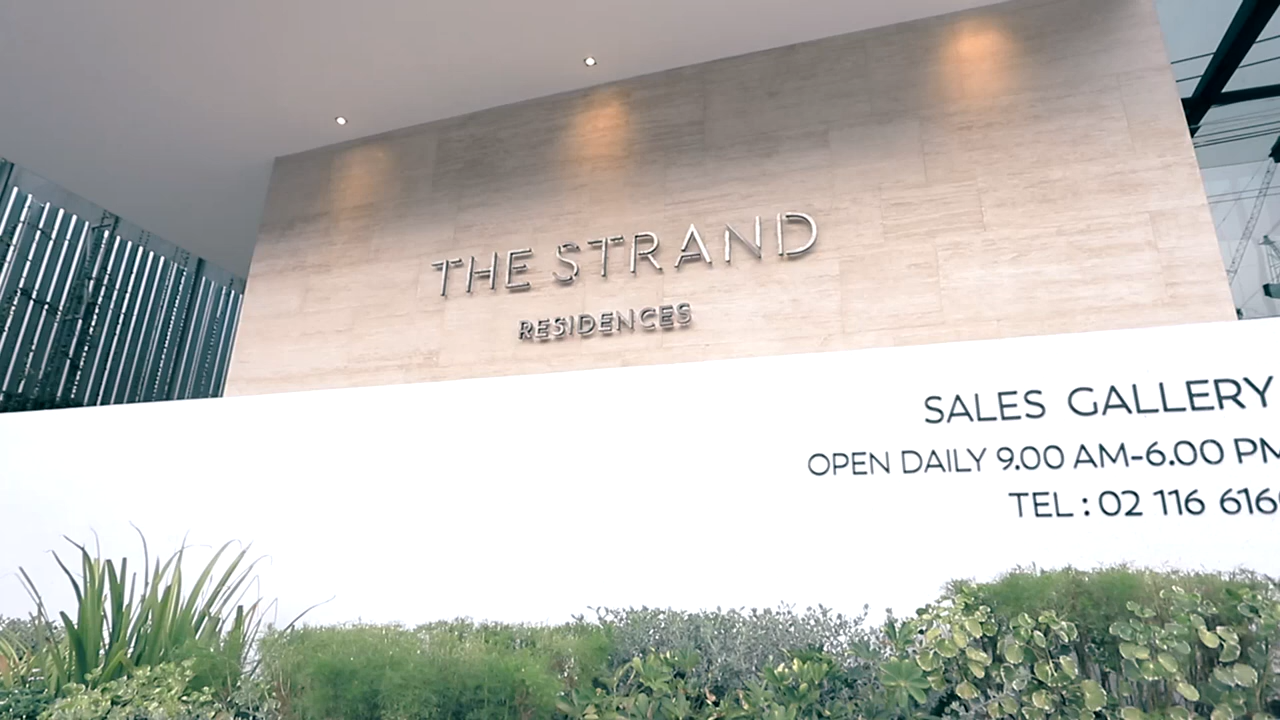 THE STRAND
RESIDENCES
SALES GALLERY
OPEN DAILY 9.00 AM-6.00 PM
TEL : 02 116 616